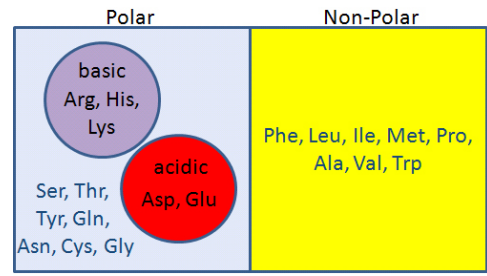 Polar
Non-Polar
basic
Arg, His,
Lys
acidic
Asp, Glu
Ser, Thr,
Tyr, Gln,
Asn, Cys, Gly
Phe, Leu, Ile, Met, Pro,
Ala, Val, Trp